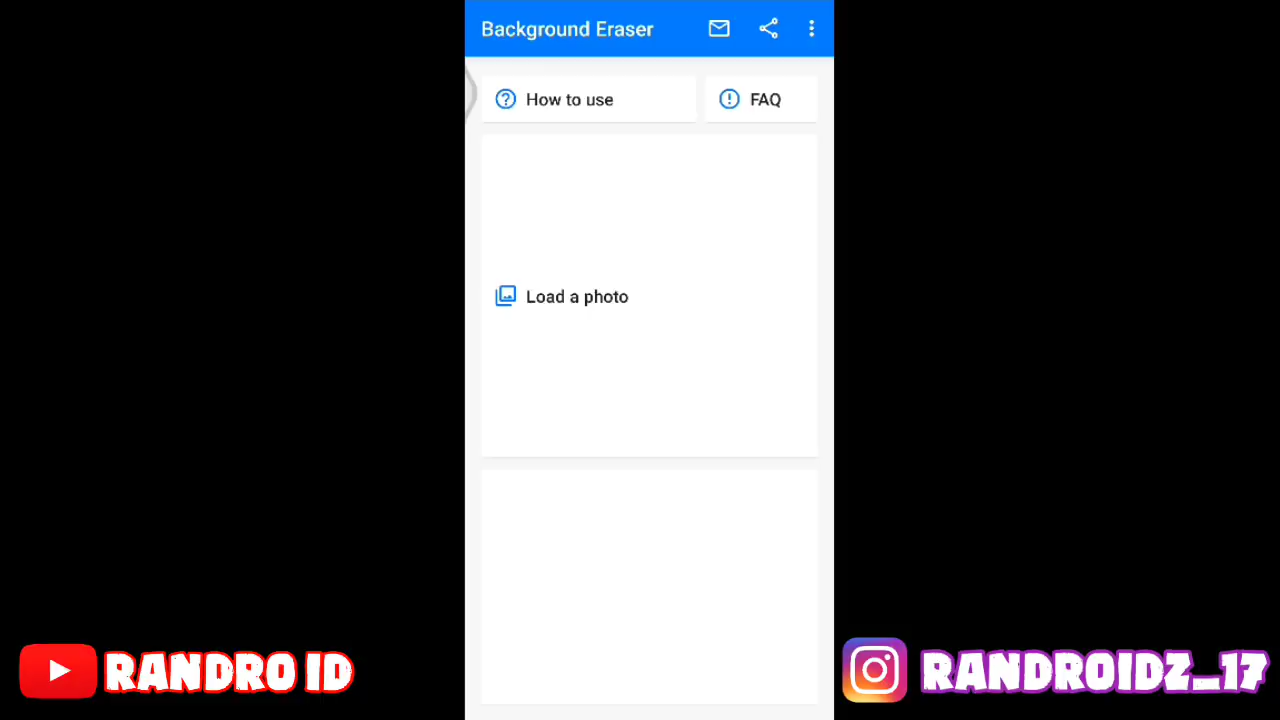 Background Eraser
How to use
FAQ
Load a photo
RANDRO ID
RANDROIDZ_17